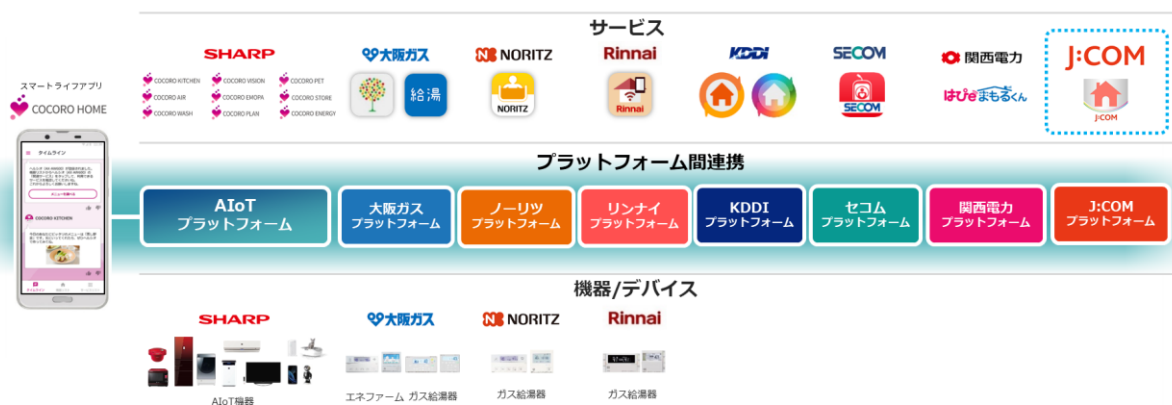 サービス
SHARP
大阪ガス
NORITZ
Rinnai
KDDI
SECOM
関西電力
J:COM
スマートライフアプリ
COCORO HOME
COCORO KITCHEN
COCORO VISION
COCORO PET
COCORO AIR
COCORO EMOPA
COCORO STORE
COCORO WASH
COCORO PLAN
COCORO ENERGY
給湯
NORITZ
Rinnai
SECOM
はぴeまもるくん
J:COM
タイムライン
COCORO KITCHEN
プラットフォーム間連携
AIoT
プラットフォーム
大阪ガス
プラットフォーム
ノーリツ
プラットフォーム
リンナイ
プラットフォーム
KDDI
プラットフォーム
セコム
プラットフォーム
関西電力
プラットフォーム
J:COM
プラットフォーム
機器/デバイス
SHARP
大阪ガス
NORITZ
Rinnai
AIoT機器
エネファーム ガス給湯器
ガス給湯器
ガス給湯器